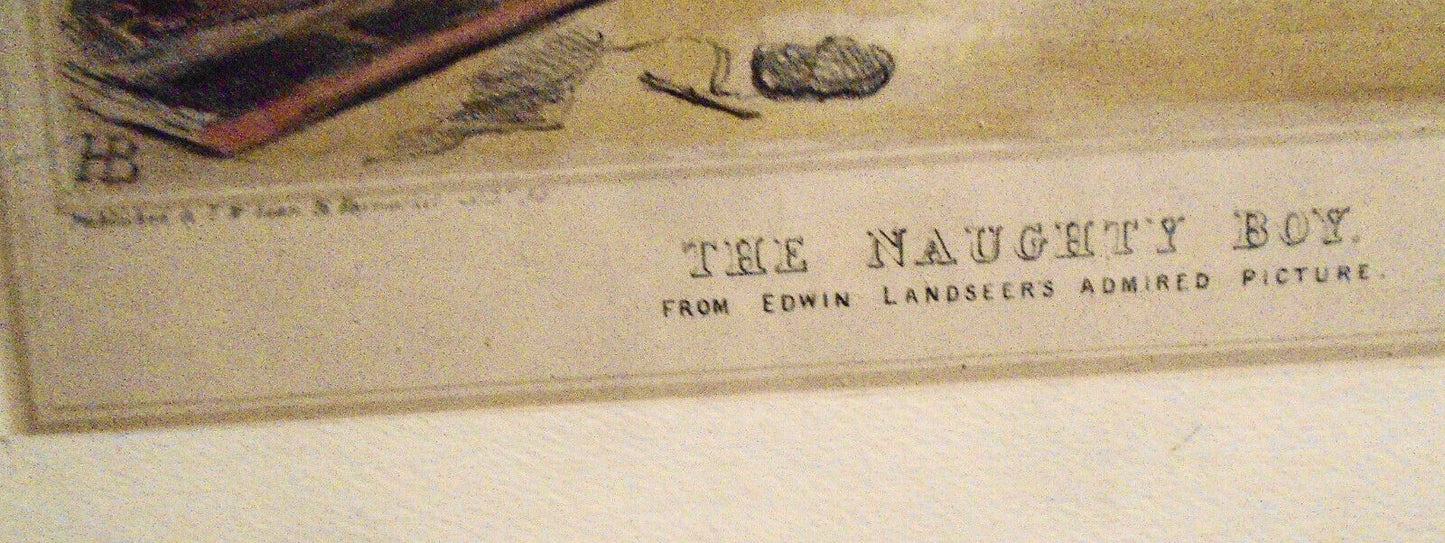 HB
THE NAUGHTY BOY.
FROM EDWIN LANDSEER'S ADMIRED PICTURE.